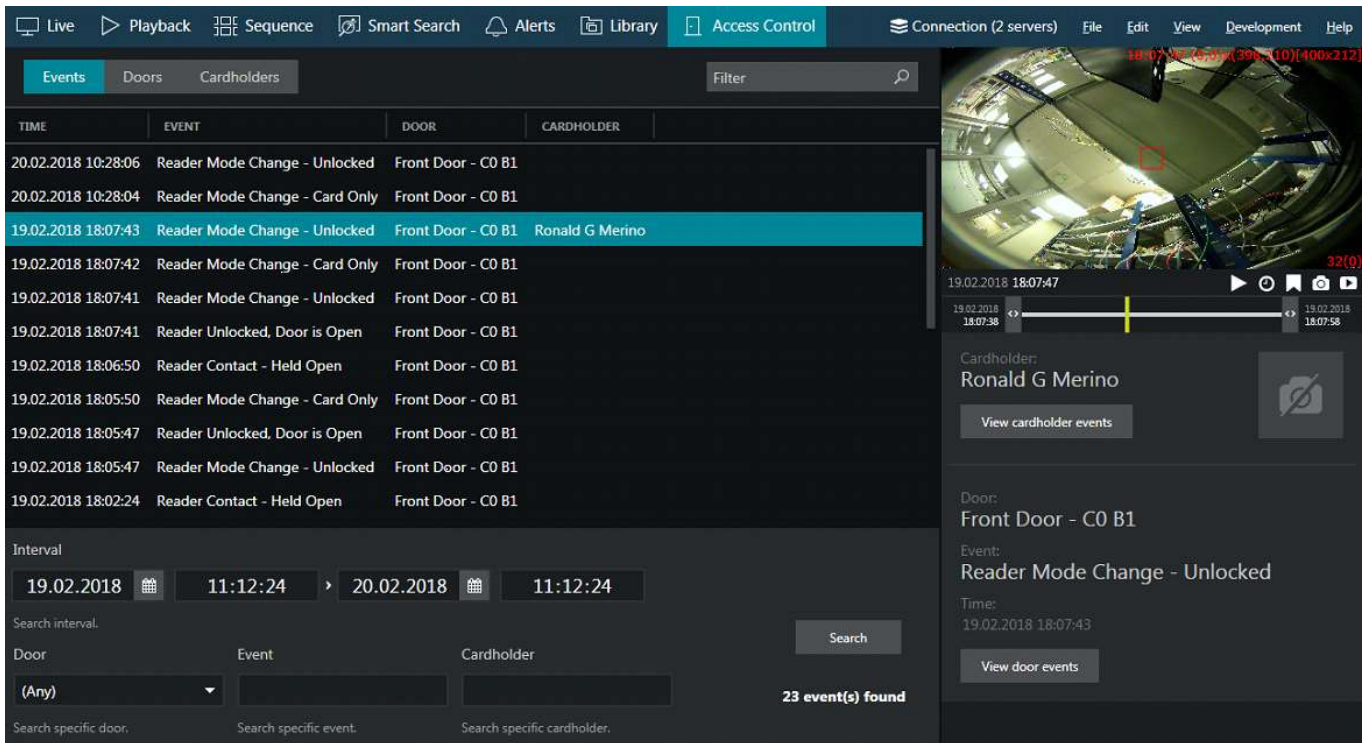 Live Playback Sequence Smart Search Alerts Library Access Control Connection (2 servers) File Edit View Development Help
Events Doors Cardholders Filter
TIME EVENT DOOR CARDHOLDER
20.02.2018 10:28:06 Reader Mode Change - Unlocked Front Door - C0 B1
20.02.2018 10:28:04 Reader Mode Change - Card Only Front Door - C0 B1
19.02.2018 18:07:43 Reader Mode Change - Unlocked Front Door - C0 B1 Ronald G Merino
19.02.2018 18:07:42 Reader Mode Change - Card Only Front Door - C0 B1
19.02.2018 18:07:41 Reader Mode Change - Unlocked Front Door - C0 B1
19.02.2018 18:07:41 Reader Unlocked, Door is Open Front Door - C0 B1
19.02.2018 18:06:50 Reader Contact - Held Open Front Door - C0 B1
19.02.2018 18:05:50 Reader Mode Change - Card Only Front Door - C0 B1
19.02.2018 18:05:47 Reader Unlocked, Door is Open Front Door - C0 B1
19.02.2018 18:05:47 Reader Mode Change - Unlocked Front Door - C0 B1
19.02.2018 18:02:24 Reader Contact - Held Open Front Door - C0 B1
Interval
19.02.2018 11:12:24 › 20.02.2018 11:12:24
Search interval.
Search
Door Event Cardholder
(Any)
23 event(s) found
Search specific door. Search specific event. Search specific cardholder.
32(0)
19.02.2018 18:07:47
19.02.2018 19.02.2018
18:07:38 18:07:58
Cardholder:
Ronald G Merino
View cardholder events
Door:
Front Door - C0 B1
Event:
Reader Mode Change - Unlocked
Time:
19.02.2018 18:07:43
View door events